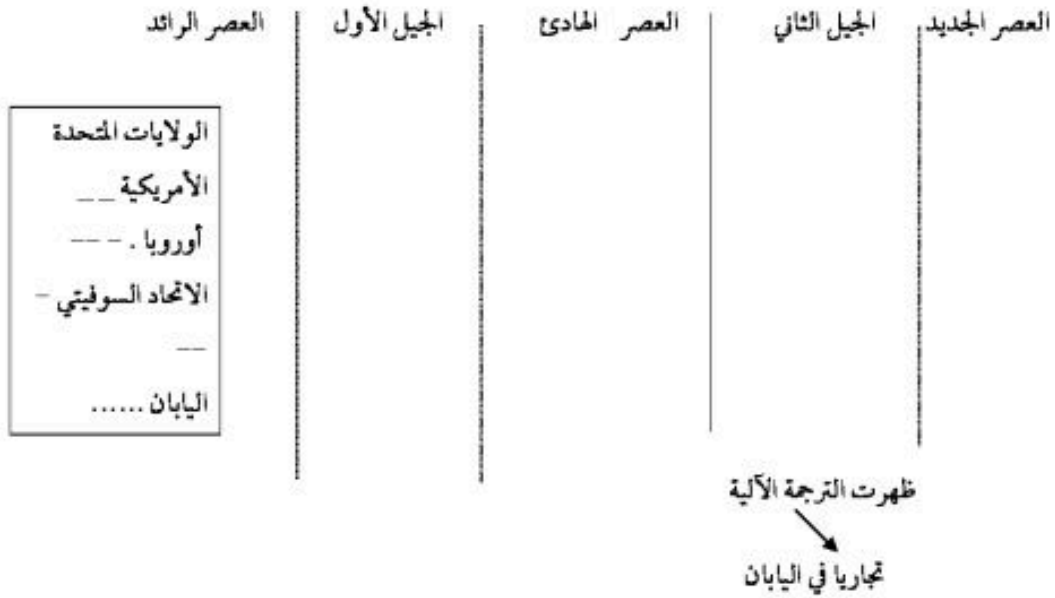 العصر الجديد الجيل الثاني العصر الهادئ الجيل الأول العصر الرائد
الولايات المتحدة
الأمريكية _ _
أوروبا . - --
الاتحاد السوفيتي -
--
اليابان ......
ظهرت الترجمة الآلية
تجاريا في اليابان